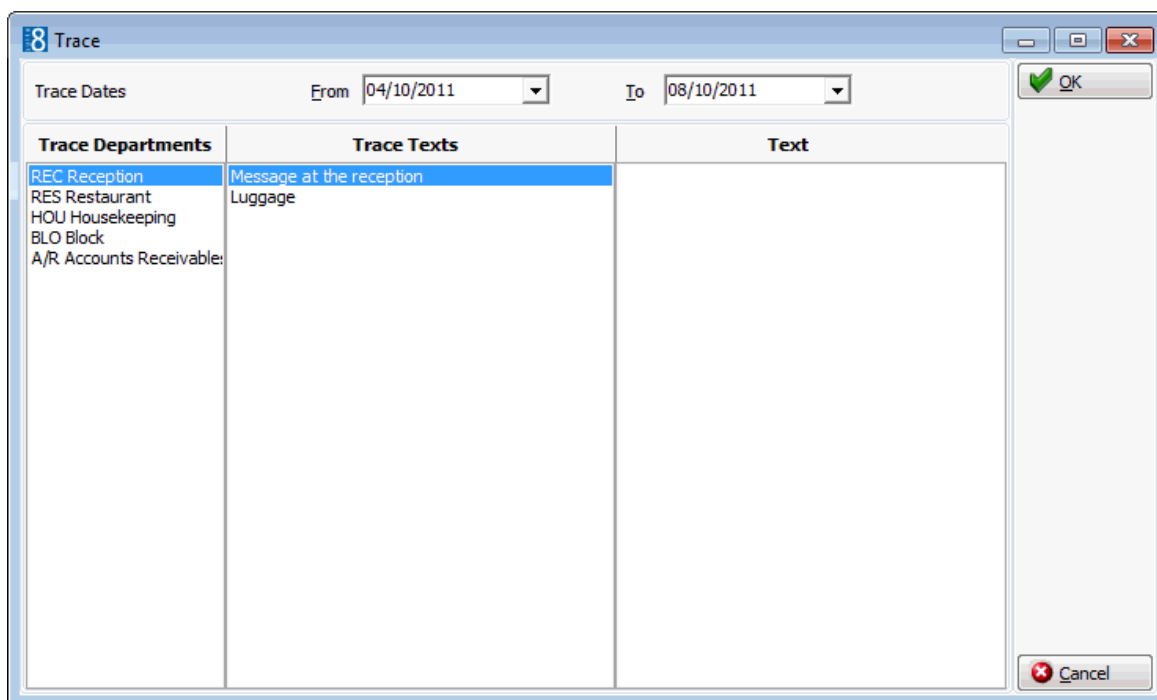 8 Trace
Trace Dates From 04/10/2011 To 08/10/2011 OK
Trace Departments Trace Texts Text
REC Reception Message at the reception
RES Restaurant Luggage
HOU Housekeeping
BLO Block
A/R Accounts Receivable
Cancel